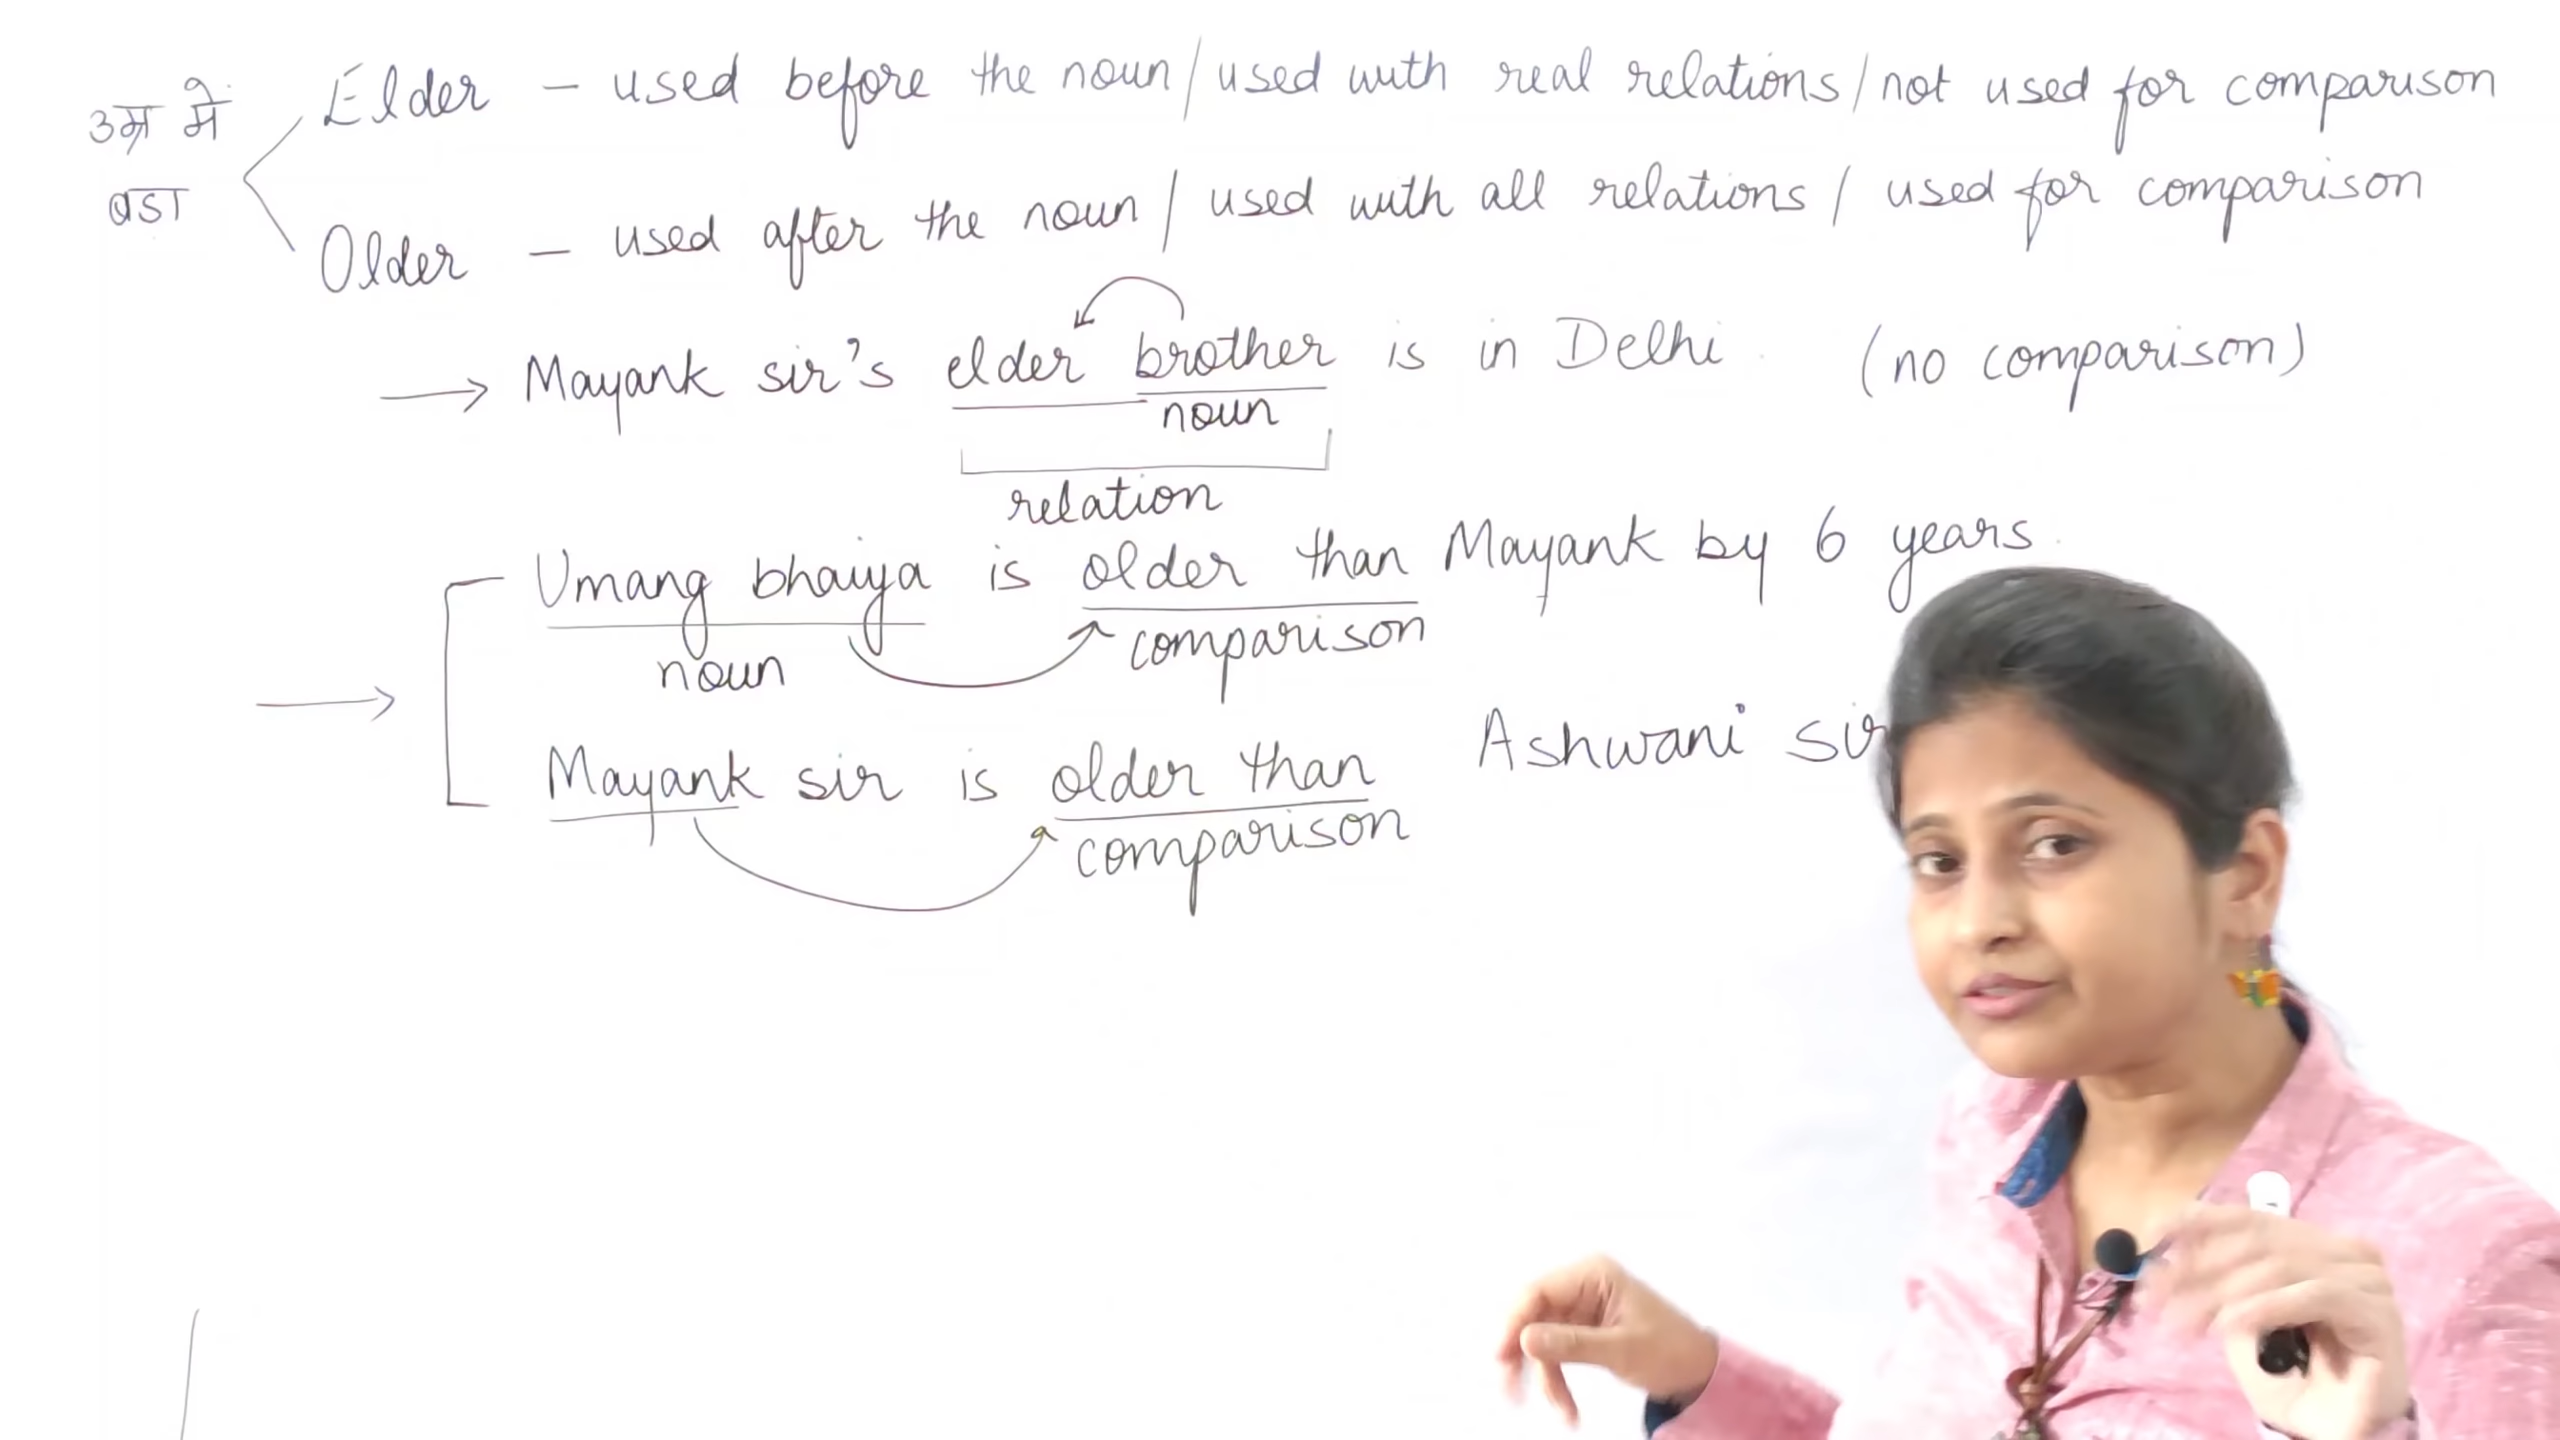 उम्र में
बड़ा
Elder – used before the noun / used with real relations / not used for comparison
Older – used after the noun / used with all relations / used for comparison
→ Mayank sir's elder brother is in Delhi (no comparison)
noun
relation
→ Umang bhaiya is older than Mayank by 6 years
noun comparison
Mayank sir is older than Ashwani sir
comparison